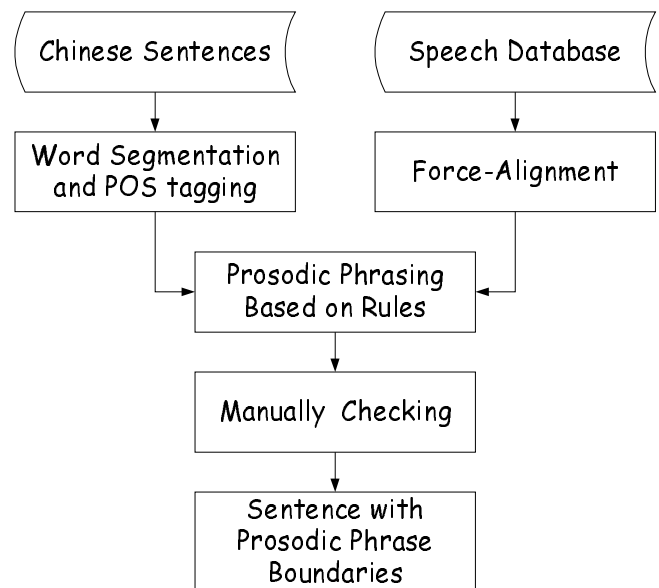 Chinese Sentences
Speech Database
Word Segmentation
and POS tagging
Force-Alignment
Prosodic Phrasing
Based on Rules
Manually Checking
Sentence with
Prosodic Phrase
Boundaries